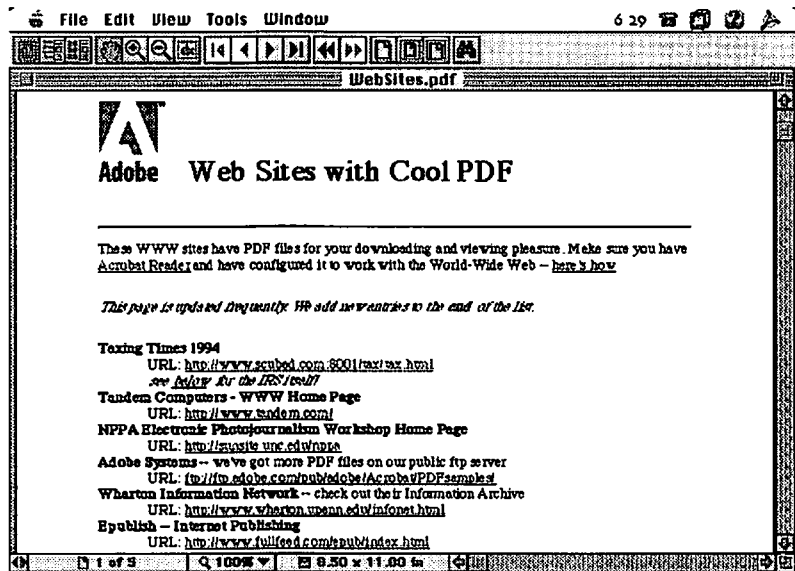 File Edit View Tools Window 6 29
WebSites.pdf
Adobe Web Sites with Cool PDF
These WWW sites have PDF files for your downloading and viewing pleasure. Make sure you have
Acrobat Reader and have configured it to work with the World-Wide Web -- here's how
This page is updated frequently. We add new entries to the end of the list.
Taxing Times 1994
URL: http://www.scubed.com:8001/tax/tax.html
see below for the IRS itself!
Tandem Computers - WWW Home Page
URL: http://www.tandem.com/
NPPA Electronic Photojournalism Workshop Home Page
URL: http://sunsite.unc.edu/nppa
Adobe Systems -- we've got more PDF files on our public ftp server
URL: ftp://ftp.adobe.com/pub/adobe/Acrobat/PDFsamples/
Wharton Information Network -- check out their Information Archive
URL: http://www.wharton.upenn.edu/infonet.html
Epublish -- Internet Publishing
URL: http://www.fullfeed.com/epub/index.html
1 of 5 100% 8.50 x 11.00 in